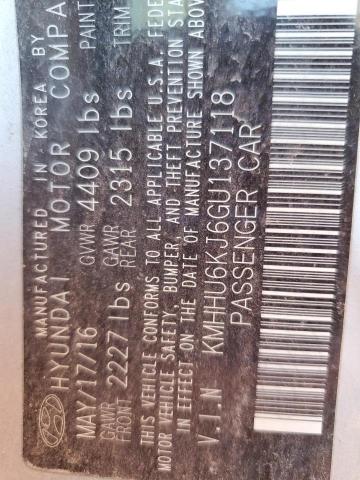 MANUFACTURED IN KOREA BY
HYUNDAI MOTOR COMPA
MAY/17/16 GVWR 4409 lbs PAINT
GAWR FRONT 2227 lbs GAWR REAR 2315 lbs TRIM
THIS VEHICLE CONFORMS TO ALL APPLICABLE U.S.A. FEDE
MOTOR VEHICLE SAFETY, BUMPER AND THEFT PREVENTION STA
IN EFFECT ON THE DATE OF MANUFACTURE SHOWN ABOV
V.I.N KMHHU6KJ6GU137118
PASSENGER CAR